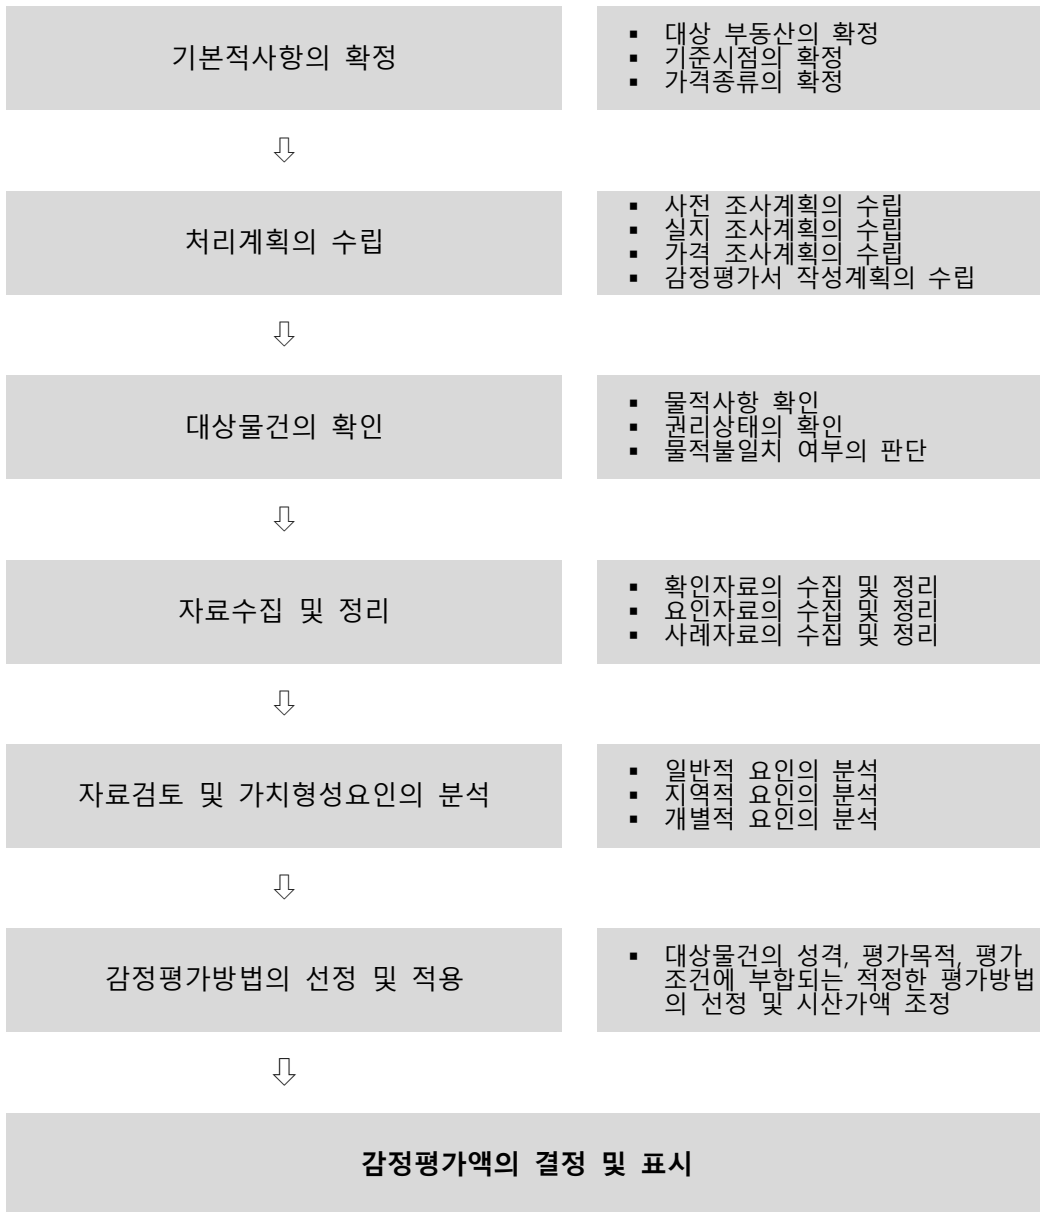 기본적사항의 확정
▪ 대상 부동산의 확정
▪ 기준시점의 확정
▪ 가격종류의 확정
⇩
처리계획의 수립
▪ 사전 조사계획의 수립
▪ 실지 조사계획의 수립
▪ 가격 조사계획의 수립
▪ 감정평가서 작성계획의 수립
⇩
대상물건의 확인
▪ 물적사항 확인
▪ 권리상태의 확인
▪ 물적불일치 여부의 판단
⇩
자료수집 및 정리
▪ 확인자료의 수집 및 정리
▪ 요인자료의 수집 및 정리
▪ 사례자료의 수집 및 정리
⇩
자료검토 및 가치형성요인의 분석
▪ 일반적 요인의 분석
▪ 지역적 요인의 분석
▪ 개별적 요인의 분석
⇩
감정평가방법의 선정 및 적용
▪ 대상물건의 성격, 평가목적, 평가
조건에 부합되는 적정한 평가방법
의 선정 및 시산가액 조정
⇩
감정평가액의 결정 및 표시